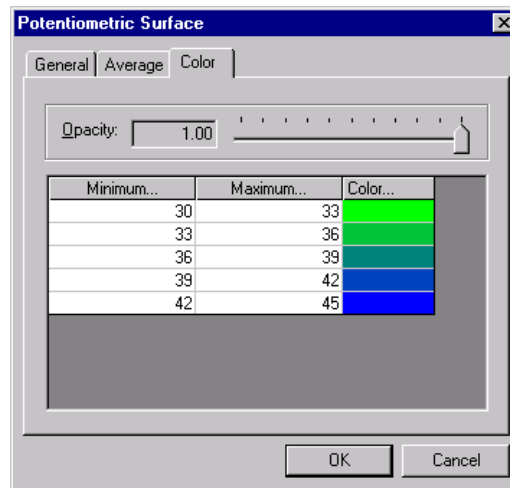 Potentiometric Surface
General Average Color
Opacity: 1.00
Minimum... Maximum... Color...
30 33
33 36
36 39
39 42
42 45
OK Cancel